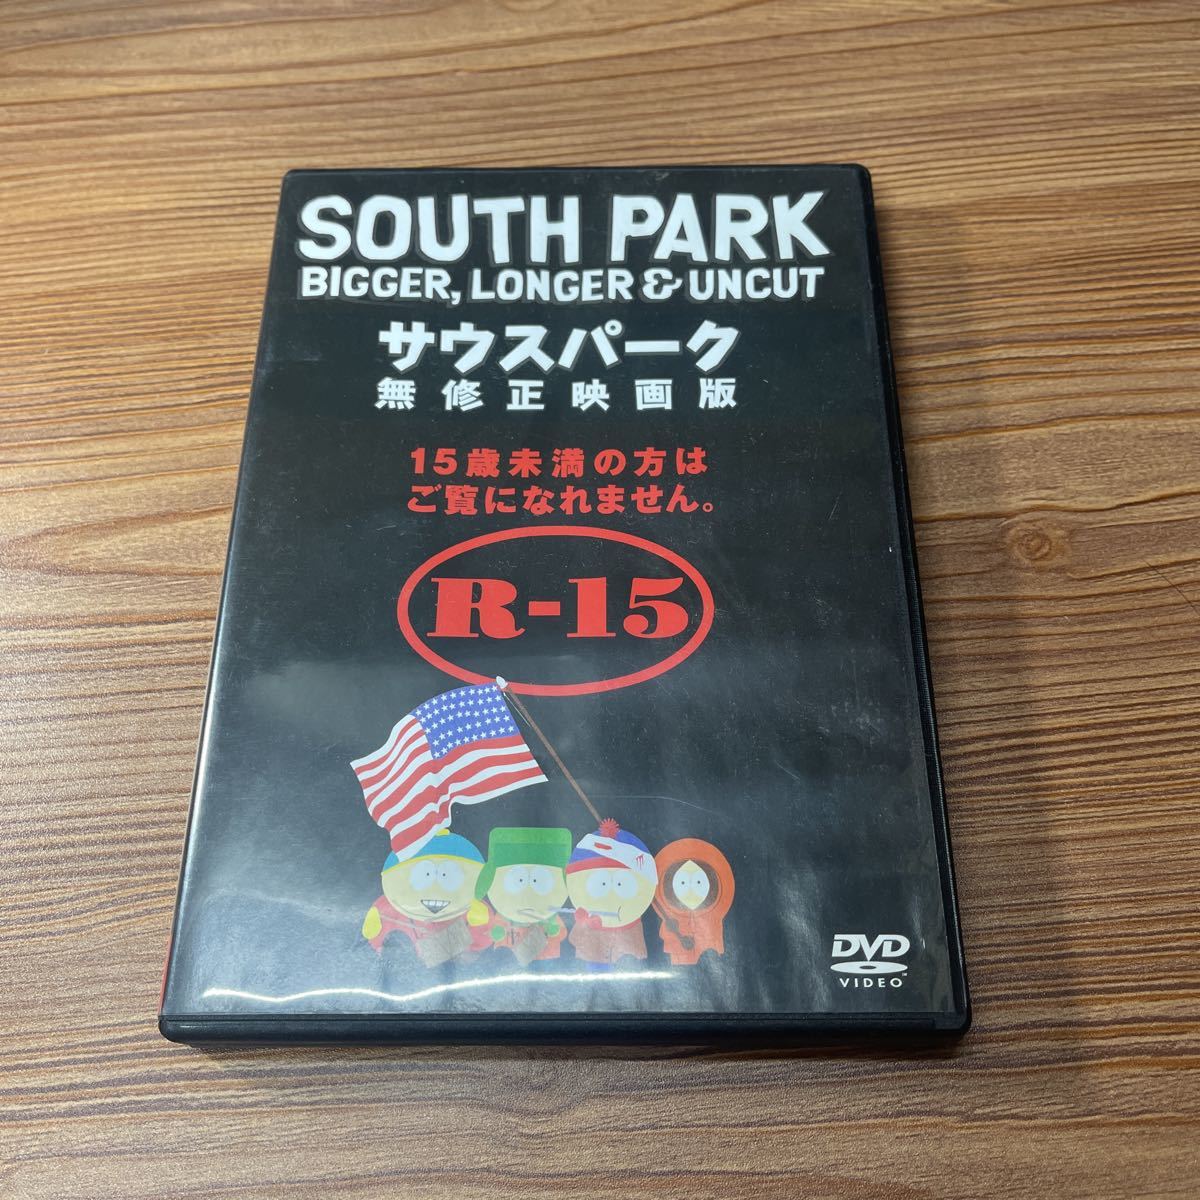 SOUTH PARK
BIGGER, LONGER & UNCUT
サウスパーク
無修正映画版
15歳未満の方は
ご覧になれません。
R-15
DVD
VIDEO